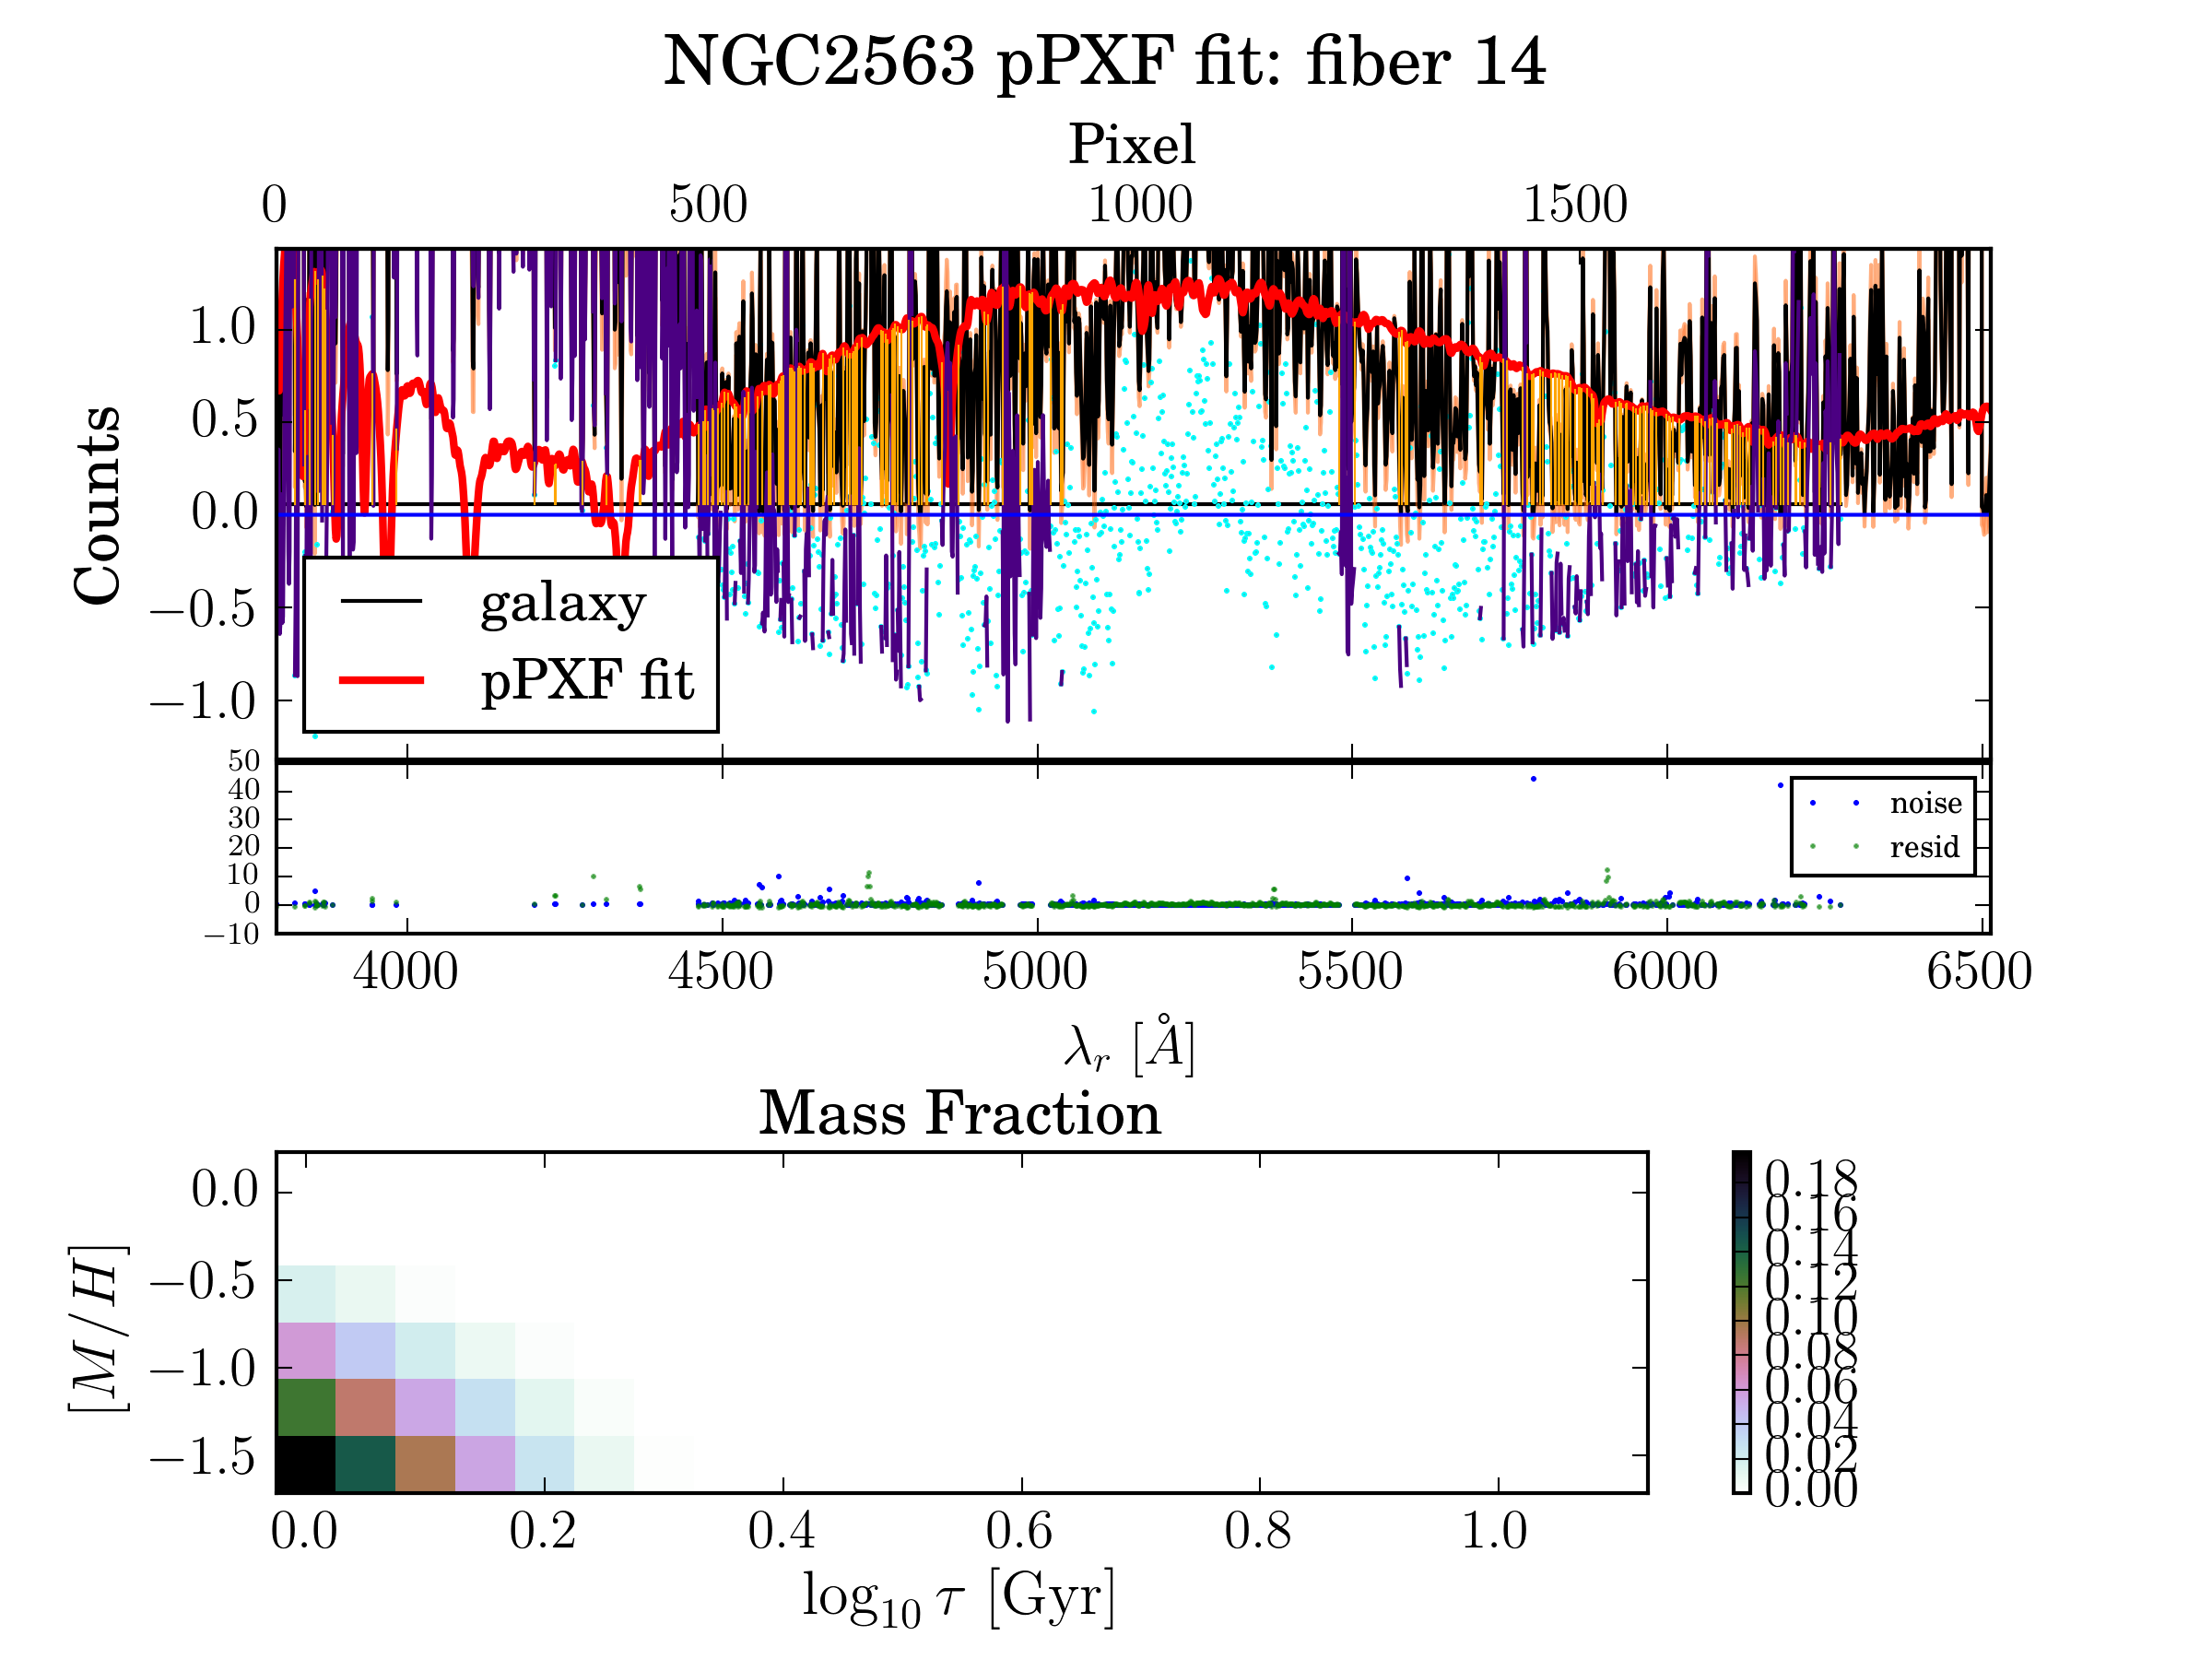 NGC2563 pPXF fit: fiber 14
Pixel
0 500 1000 1500
Counts
1.0
0.5
0.0
−0.5
−1.0
galaxy
pPXF fit
50
40
30
20
10
0
−10
noise
resid
4000 4500 5000 5500 6000 6500
λr [Å]
Mass Fraction
[M/H]
0.0
−0.5
−1.0
−1.5
0.0 0.2 0.4 0.6 0.8 1.0
log10 τ [Gyr]
0.18
0.16
0.14
0.12
0.10
0.08
0.06
0.04
0.02
0.00